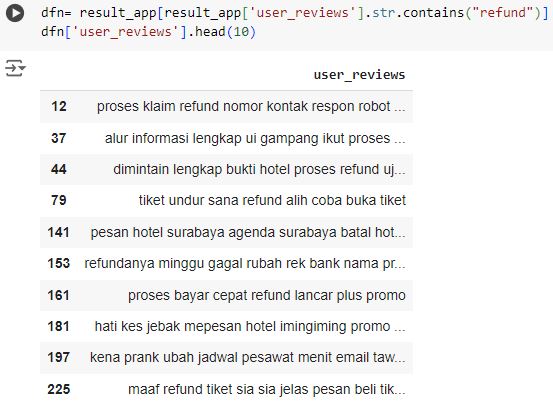 dfn= result_app[result_app['user_reviews'].str.contains("refund")]
dfn['user_reviews'].head(10)
user_reviews
12 proses klaim refund nomor kontak respon robot ...
37 alur informasi lengkap ui gampang ikut proses ...
44 dimintain lengkap bukti hotel proses refund uj...
79 tiket undur sana refund alih coba buka tiket
141 pesan hotel surabaya agenda surabaya batal hot...
153 refundanya minggu gagal rubah rek bank nama pr...
161 proses bayar cepat refund lancar plus promo
181 hati kes jebak mepesan hotel imingiming promo ...
197 kena prank ubah jadwal pesawat menit email taw...
225 maaf refund tiket sia sia jelas pesan beli tik...